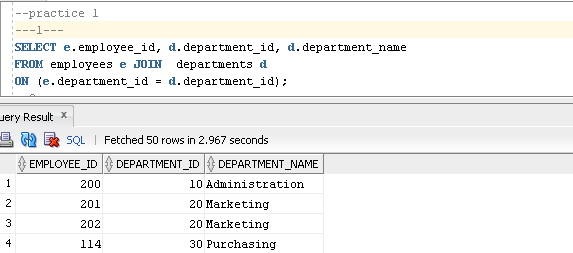 --practice 1
---1---
SELECT e.employee_id, d.department_id, d.department_name
FROM employees e JOIN  departments d
ON (e.department_id = d.department_id);
uery Result x
SQL | Fetched 50 rows in 2.967 seconds
EMPLOYEE_ID DEPARTMENT_ID DEPARTMENT_NAME
1 200 10 Administration
2 201 20 Marketing
3 202 20 Marketing
4 114 30 Purchasing